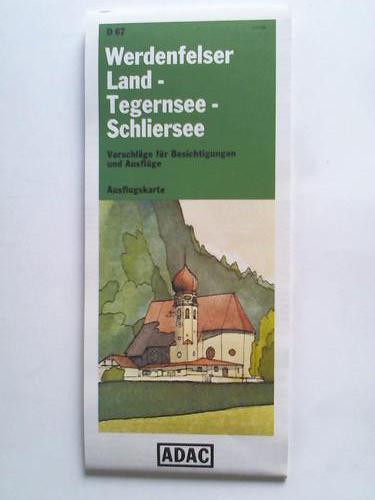 D 67
Werdenfelser
Land -
Tegernsee -
Schliersee
Vorschläge für Besichtigungen
und Ausflüge
Ausflugskarte
ADAC